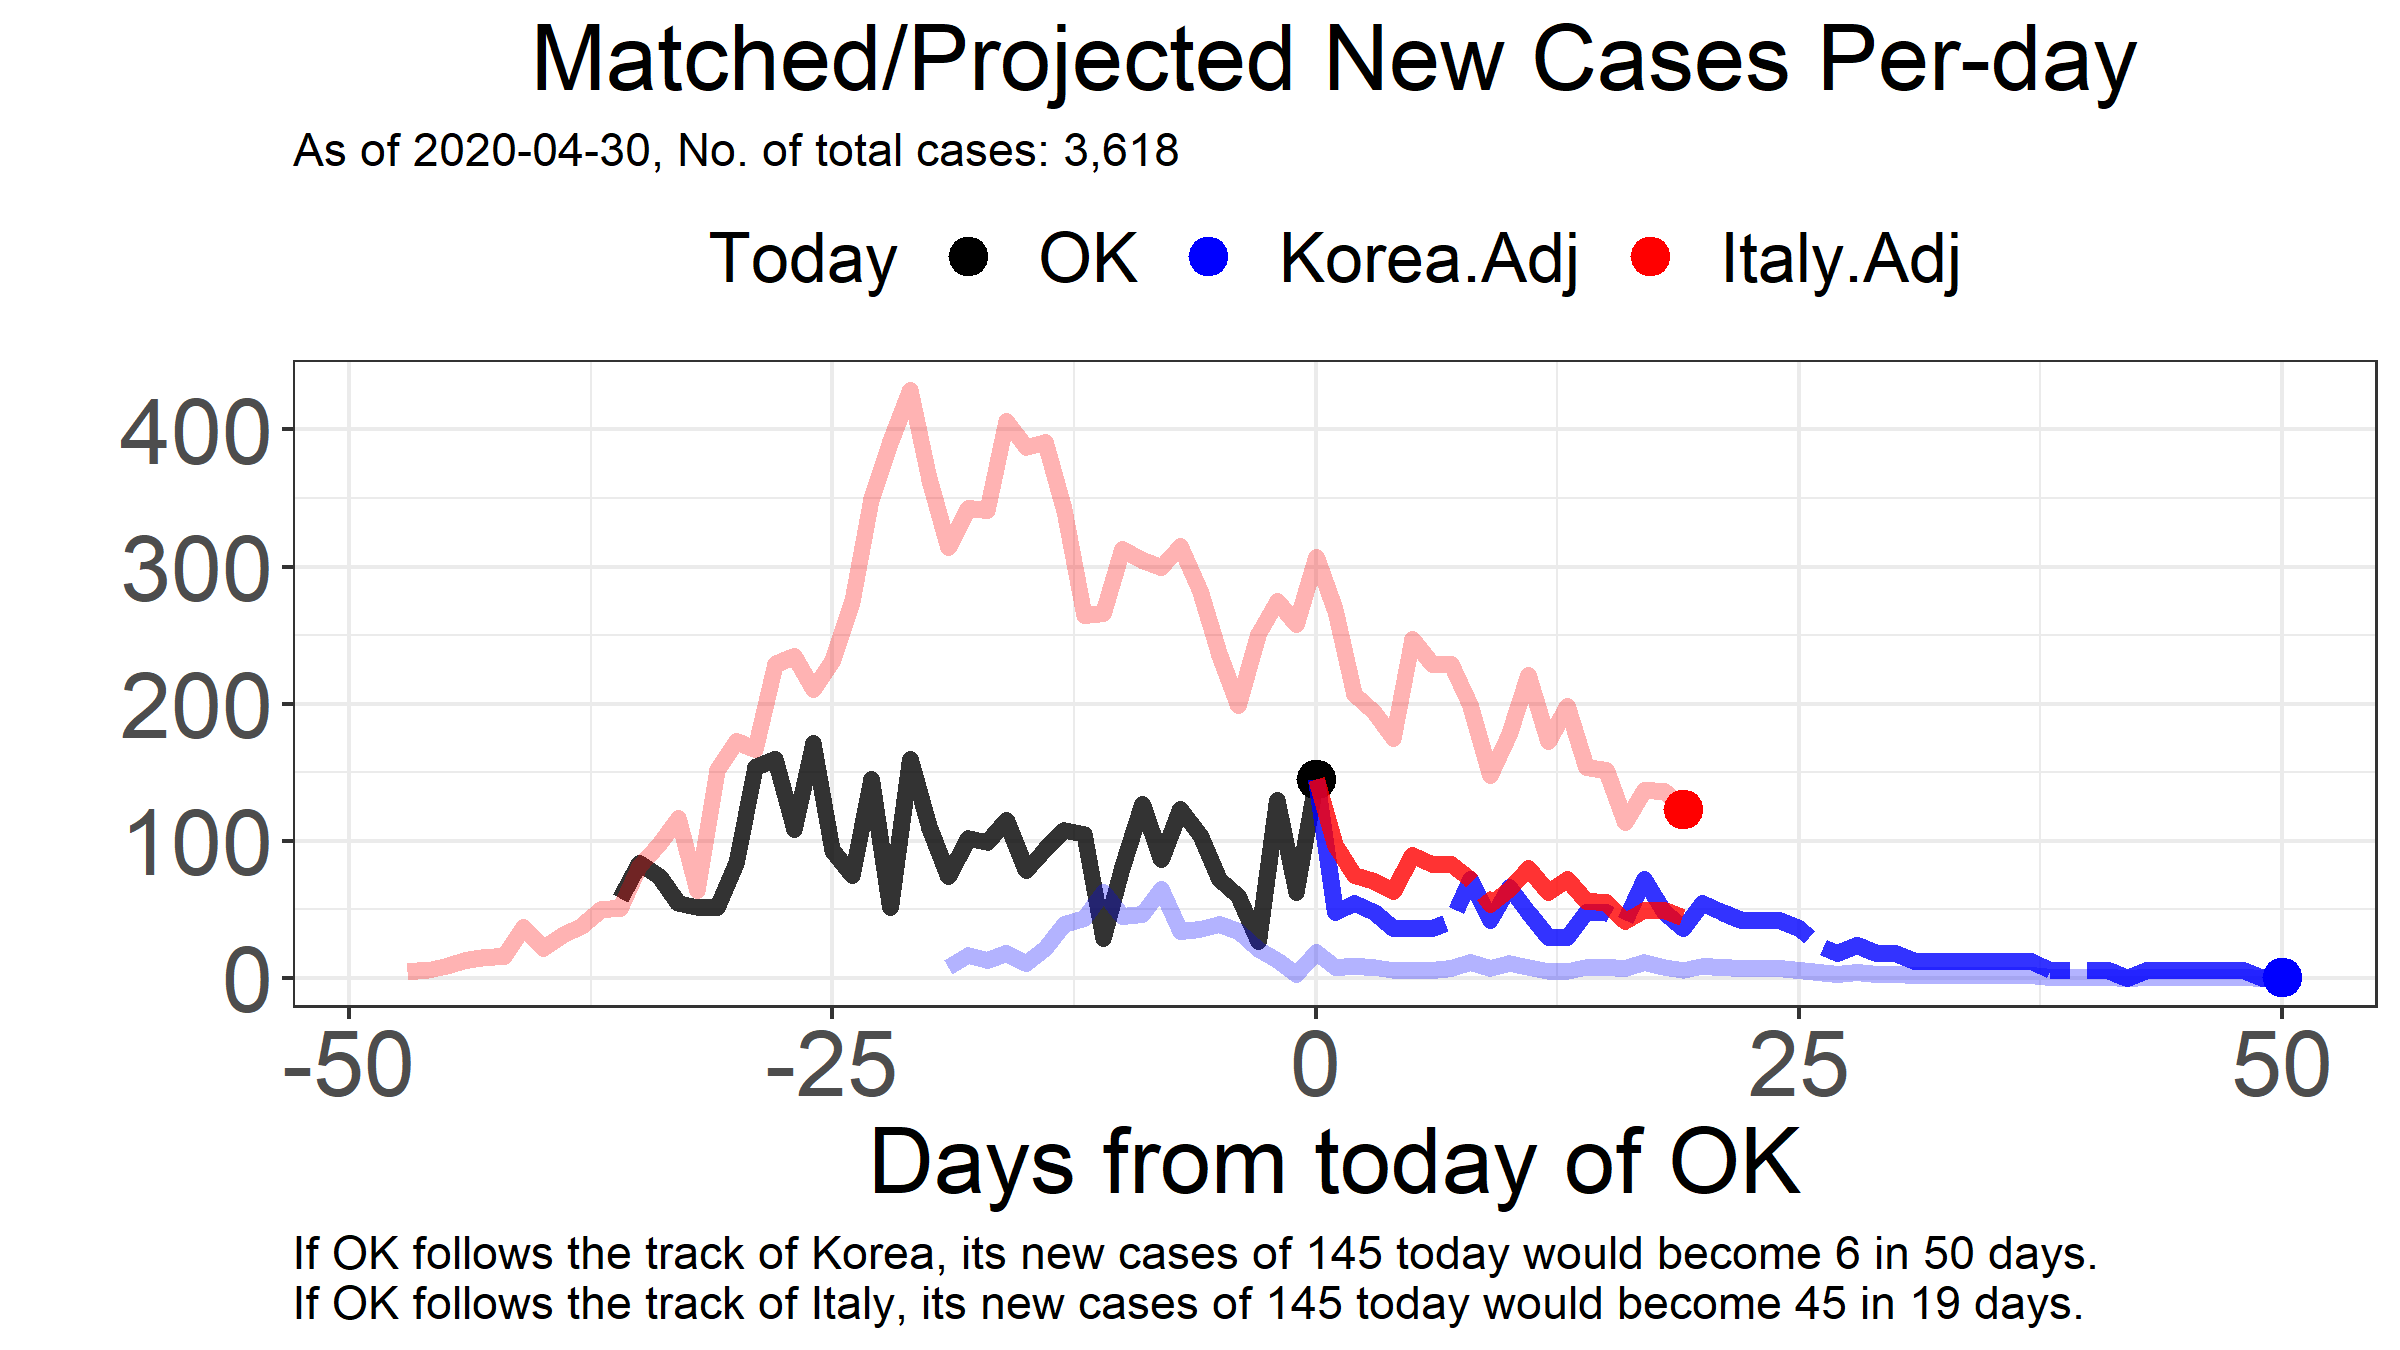 Matched/Projected New Cases Per-day
As of 2020-04-30, No. of total cases: 3,618
Today OK Korea.Adj Italy.Adj
400
300
200
100
0
-50 -25 0 25 50
Days from today of OK
If OK follows the track of Korea, its new cases of 145 today would become 6 in 50 days.
If OK follows the track of Italy, its new cases of 145 today would become 45 in 19 days.